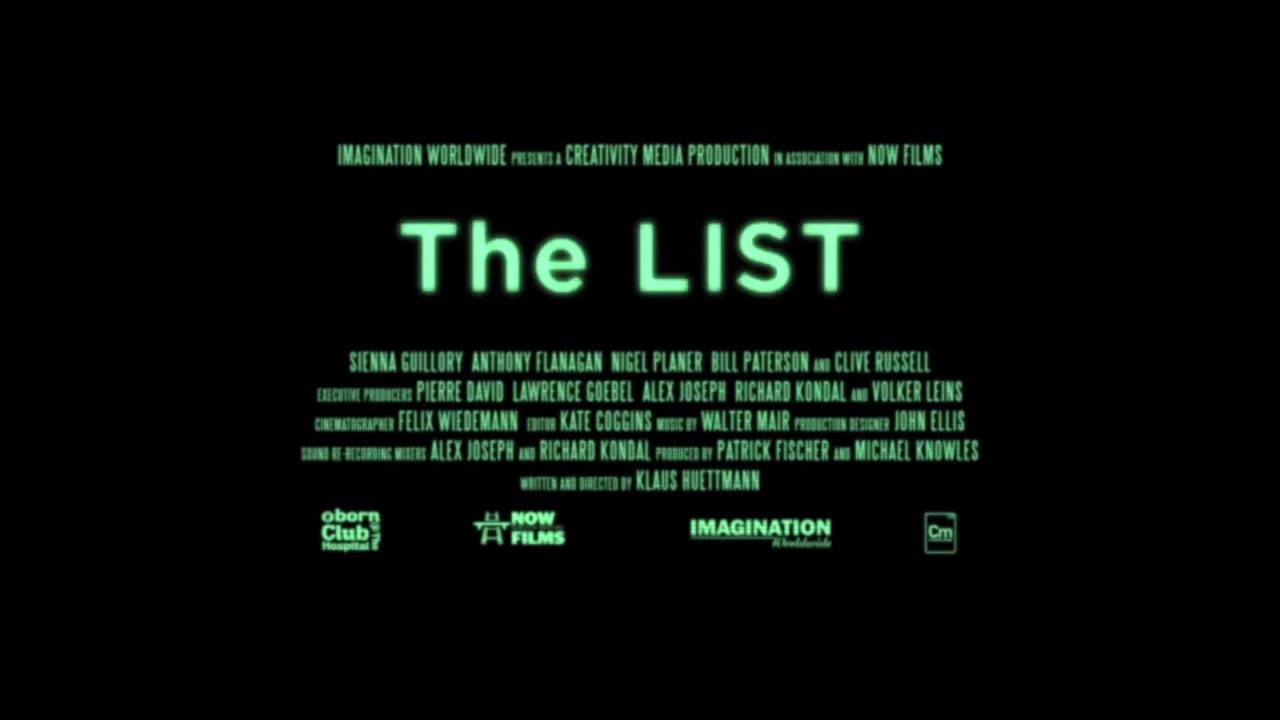 IMAGINATION WORLDWIDE PRESENTS A CREATIVITY MEDIA PRODUCTION IN ASSOCIATION WITH NOW FILMS
The LIST
SIENNA GUILLORY ANTHONY FLANAGAN NIGEL PLANER BILL PATERSON AND CLIVE RUSSELL
EXECUTIVE PRODUCERS PIERRE DAVID LAWRENCE GOEBEL ALEX JOSEPH RICHARD KONDAL AND VOLKER LEINS
CINEMATOGRAPHER FELIX WIEDEMANN EDITOR KATE COGGINS MUSIC BY WALTER MAIR PRODUCTION DESIGNER JOHN ELLIS
SOUND RE-RECORDING MIXERS ALEX JOSEPH AND RICHARD KONDAL PRODUCED BY PATRICK FISCHER AND MICHAEL KNOWLES
WRITTEN AND DIRECTED BY KLAUS HUETTMANN
oborn
Club
Hospital
NOW
FILMS
IMAGINATION
Worldwide
Cm